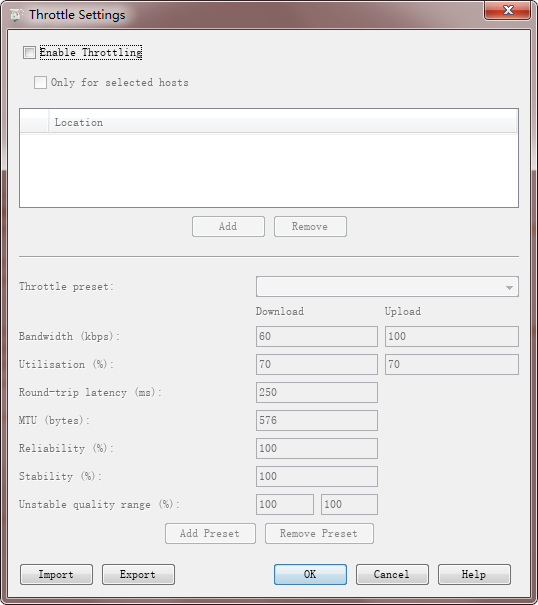 Throttle Settings
Enable Throttling
Only for selected hosts
Location
Add Remove
Throttle preset:
Download Upload
Bandwidth (kbps): 60 100
Utilisation (%): 70 70
Round-trip latency (ms): 250
MTU (bytes): 576
Reliability (%): 100
Stability (%): 100
Unstable quality range (%): 100 100
Add Preset Remove Preset
Import Export OK Cancel Help